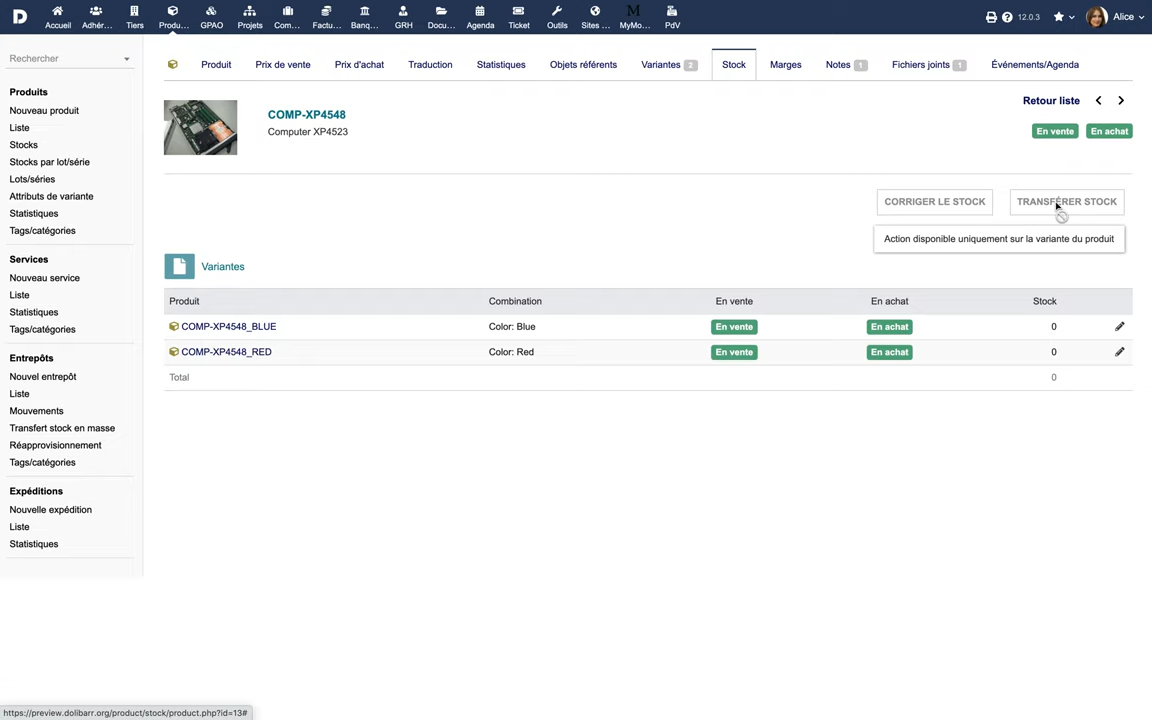 D
Accueil
Adhér...
Tiers
Produ...
GPAO
Projets
Com...
Factu...
Banq...
GRH
Docu...
Agenda
Ticket
Outils
Sites ...
M
MyMo...
PdV
12.0.3
Alice
Rechercher
Produits
Nouveau produit
Liste
Stocks
Stocks par lot/série
Lots/séries
Attributs de variante
Statistiques
Tags/catégories
Services
Nouveau service
Liste
Statistiques
Tags/catégories
Entrepôts
Nouvel entrepôt
Liste
Mouvements
Transfert stock en masse
Réapprovisionnement
Tags/catégories
Expéditions
Nouvelle expédition
Liste
Statistiques
Produit
Prix de vente
Prix d'achat
Traduction
Statistiques
Objets référents
Variantes 2
Stock
Marges
Notes 1
Fichiers joints 1
Événements/Agenda
COMP-XP4548
Computer XP4523
Retour liste
En vente
En achat
CORRIGER LE STOCK
TRANSFÉRER STOCK
Action disponible uniquement sur la variante du produit
Variantes
Produit Combination En vente En achat Stock
COMP-XP4548_BLUE Color: Blue En vente En achat 0
COMP-XP4548_RED Color: Red En vente En achat 0
Total 0
https://preview.dolibarr.org/product/stock/product.php?id=13#